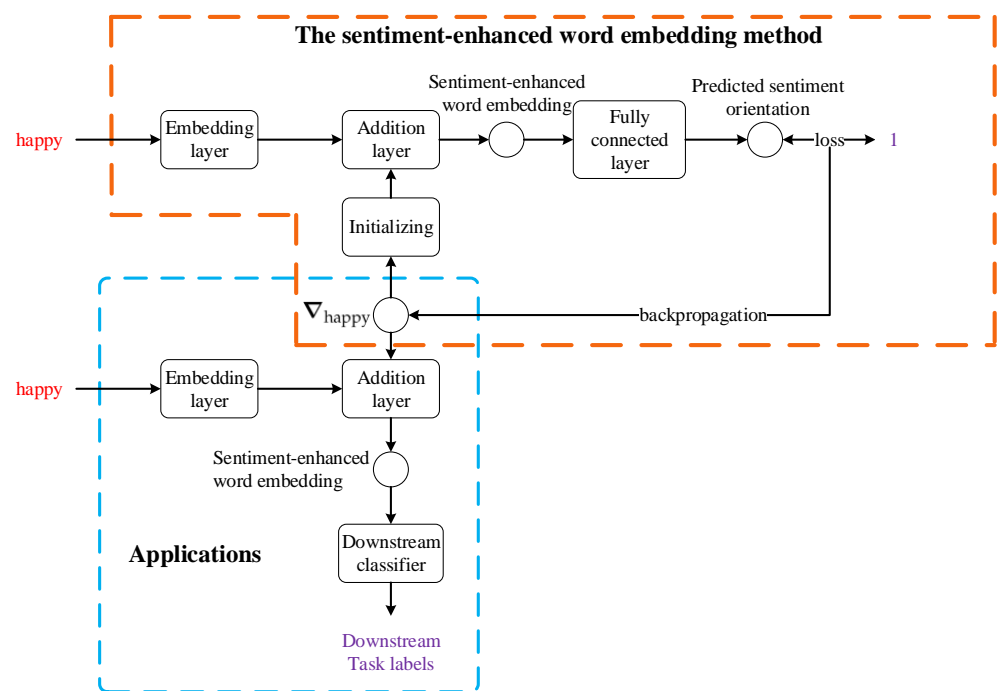 The sentiment-enhanced word embedding method
happy
Embedding
layer
Addition
layer
Sentiment-enhanced
word embedding
Fully
connected
layer
Predicted sentiment
orientation
loss
1
Initializing
∇happy
backpropagation
happy
Embedding
layer
Addition
layer
Sentiment-enhanced
word embedding
Applications
Downstream
classifier
Downstream
Task labels